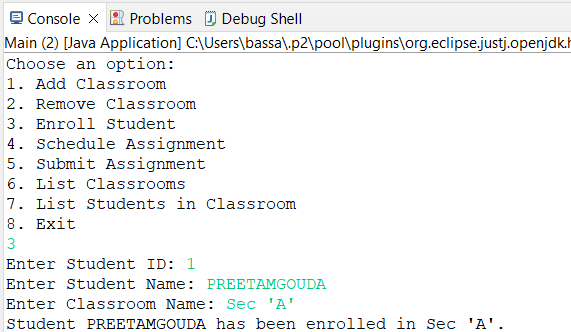 Console Problems Debug Shell
Main (2) [Java Application] C:\Users\bassa\.p2\pool\plugins\org.eclipse.justj.openjdk.h
Choose an option:
1. Add Classroom
2. Remove Classroom
3. Enroll Student
4. Schedule Assignment
5. Submit Assignment
6. List Classrooms
7. List Students in Classroom
8. Exit
3
Enter Student ID: 1
Enter Student Name: PREETAMGOUDA
Enter Classroom Name: Sec 'A'
Student PREETAMGOUDA has been enrolled in Sec 'A'.